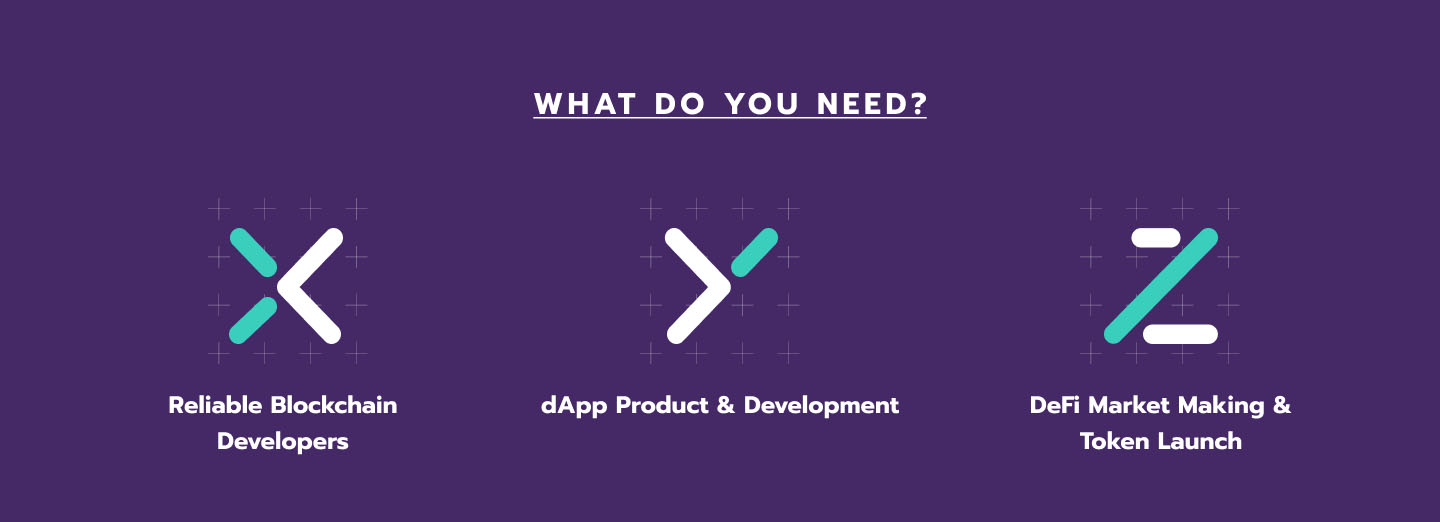 WHAT DO YOU NEED?
Reliable Blockchain
Developers
dApp Product & Development
DeFi Market Making &
Token Launch